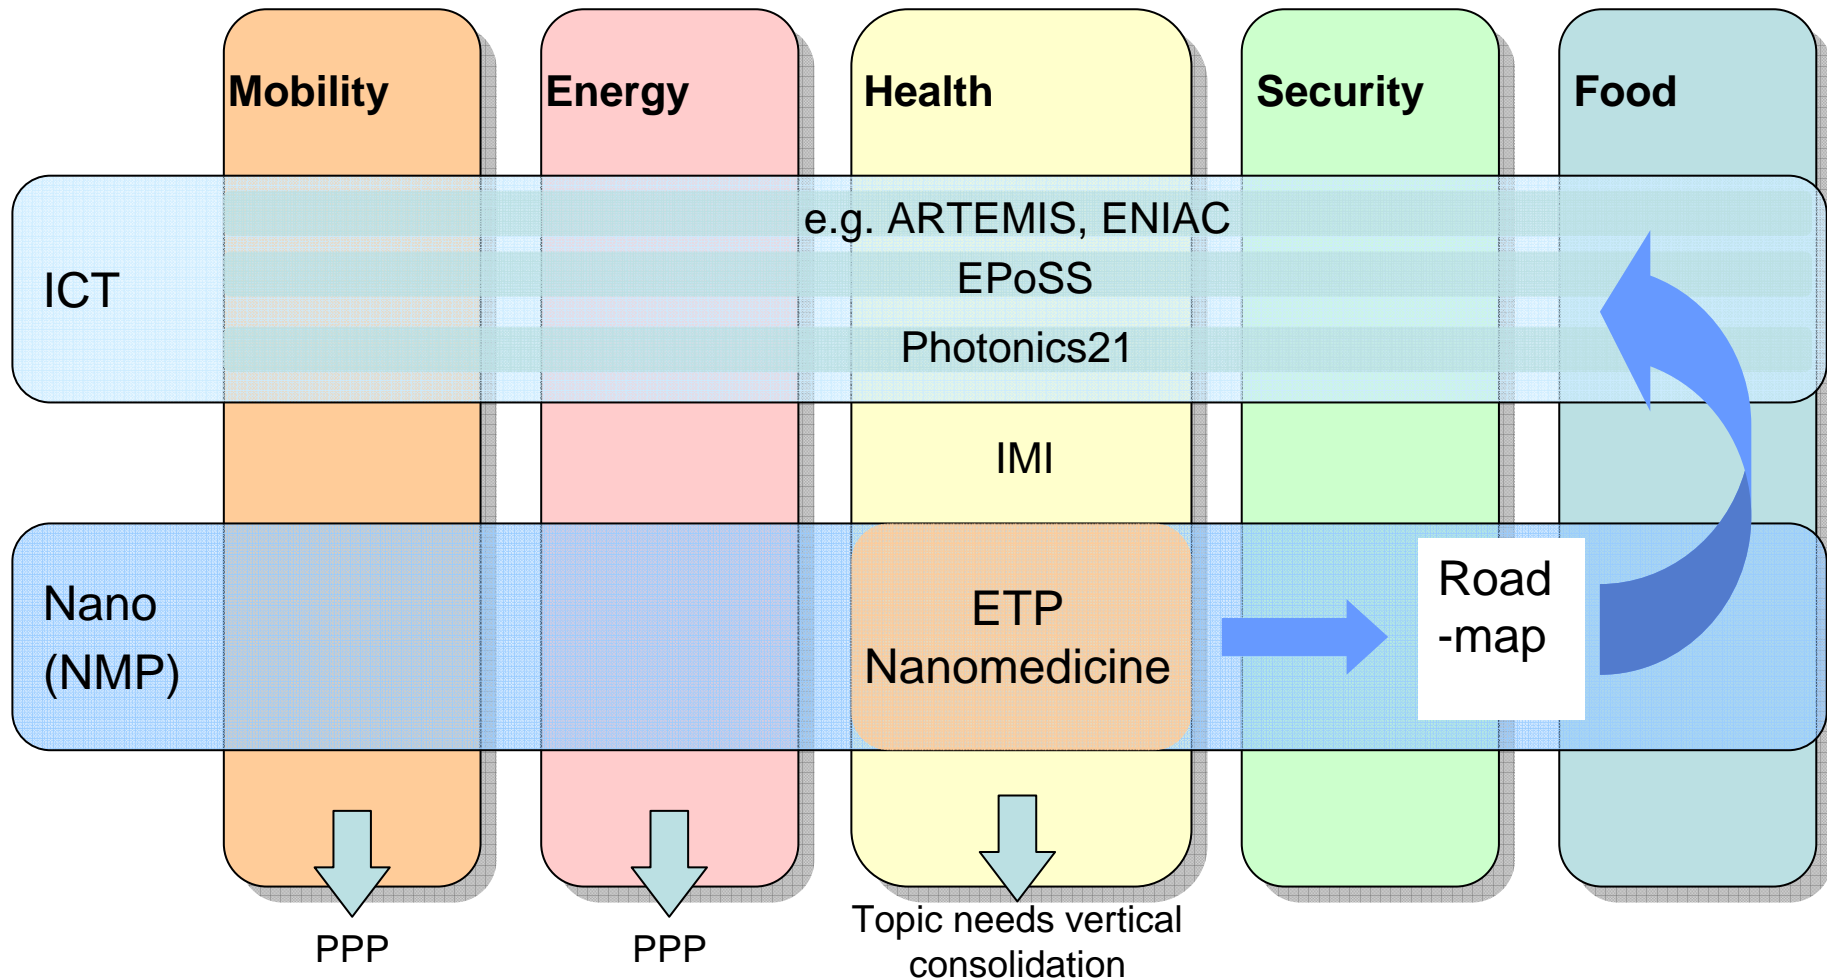 Mobility
Energy
Health
Security
Food
ICT
e.g. ARTEMIS, ENIAC
EPoSS
Photonics21
IMI
Nano
(NMP)
ETP
Nanomedicine
Road
-map
PPP
PPP
Topic needs vertical
consolidation